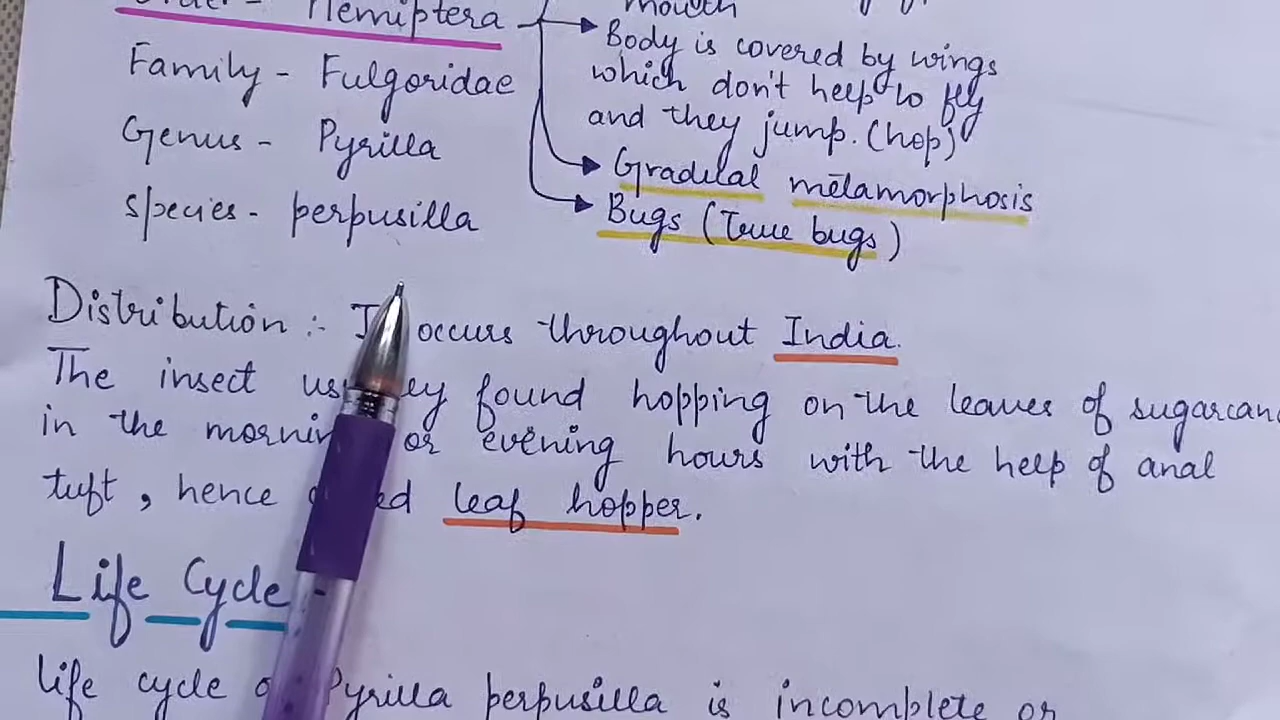 Order - Hemiptera
mouth
Body is covered by wings
which don't help to fly
and they jump. (hop)
Family - Fulgoridae
Genus - Pyrilla
Species - perpusilla
Gradual metamorphosis
Bugs (True bugs)
Distribution :- It occurs throughout India.
The insect found hopping on the leaves of sugarcane
in the morning or evening hours with the help of anal
tuft, hence leaf hopper.
Life Cycle -
life cycle Pyrilla perpusilla is incomplete or